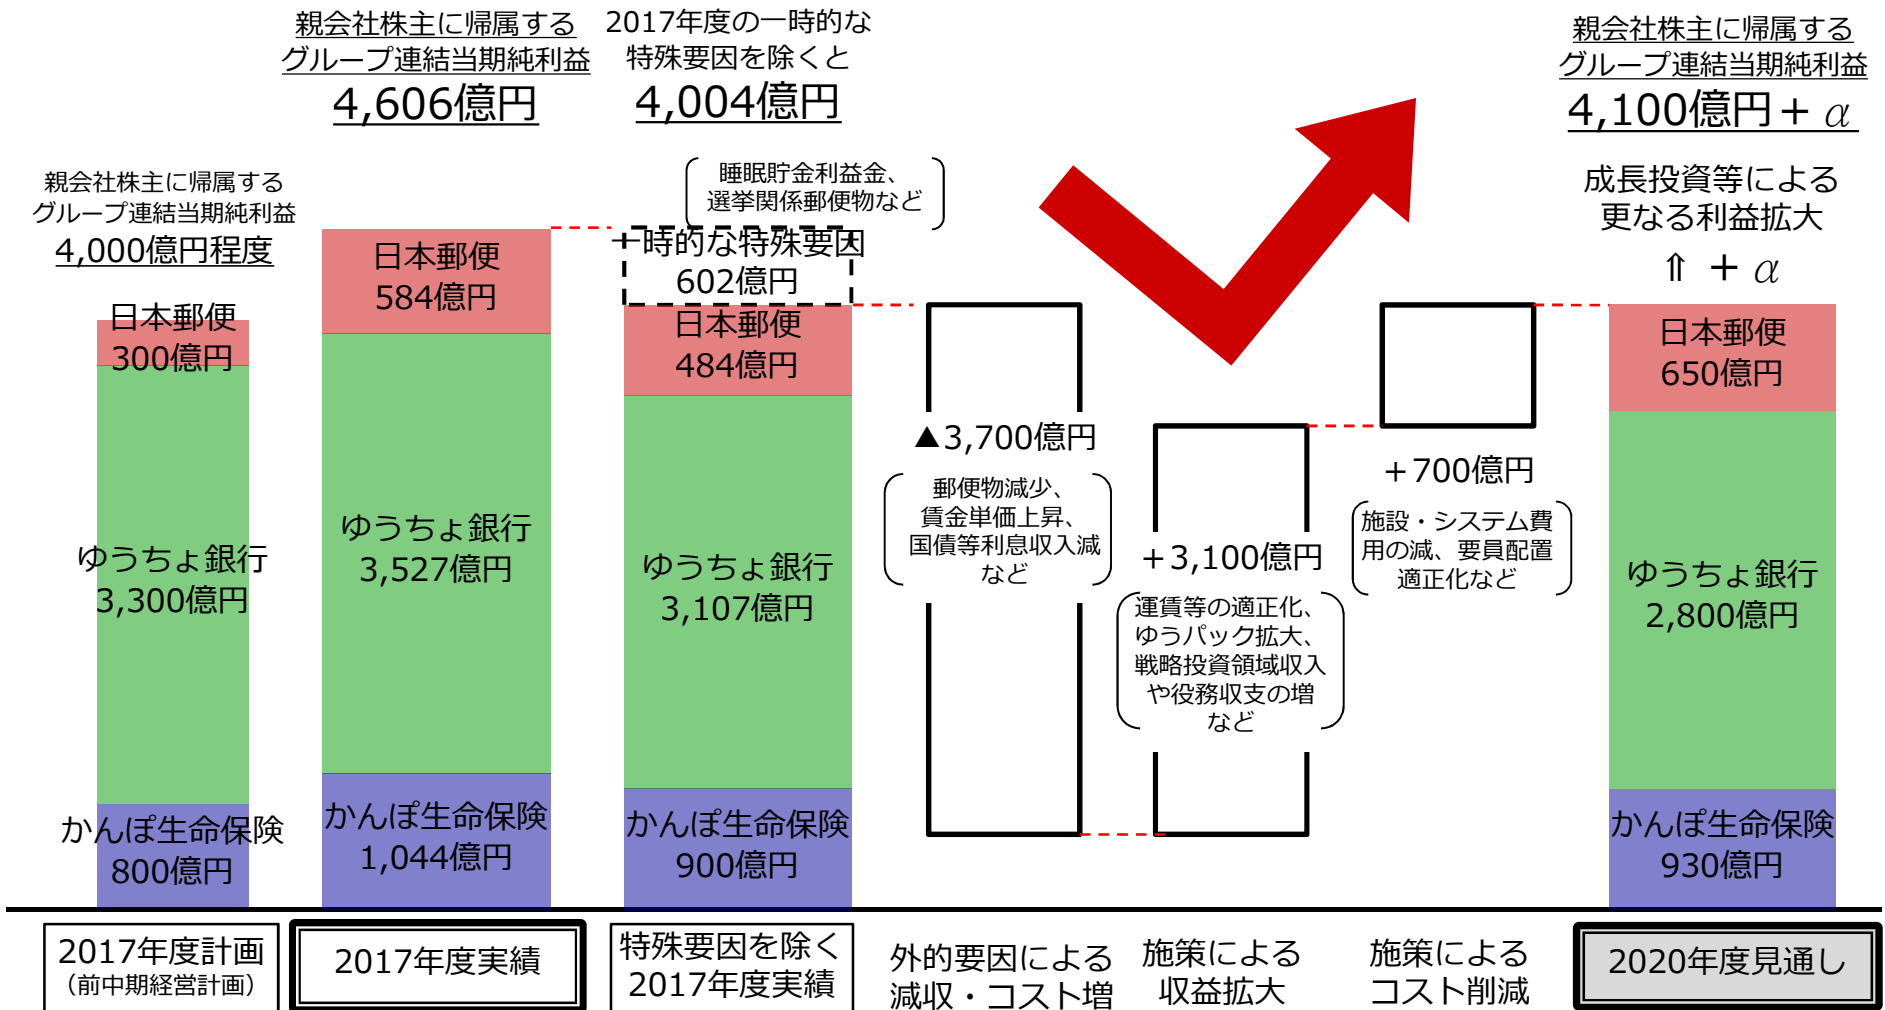 親会社株主に帰属する
グループ連結当期純利益
4,000億円程度
日本郵便
300億円
ゆうちょ銀行
3,300億円
かんぽ生命保険
800億円
2017年度計画
（前中期経営計画）
親会社株主に帰属する
グループ連結当期純利益
4,606億円
日本郵便
584億円
ゆうちょ銀行
3,527億円
かんぽ生命保険
1,044億円
2017年度実績
2017年度の一時的な
特殊要因を除くと
4,004億円
睡眠貯金利益金、
選挙関係郵便物など
一時的な特殊要因
602億円
日本郵便
484億円
ゆうちょ銀行
3,107億円
かんぽ生命保険
900億円
特殊要因を除く
2017年度実績
▲3,700億円
郵便物減少、
賃金単価上昇、
国債等利息収入減
など
外的要因による
減収・コスト増
＋3,100億円
運賃等の適正化、
ゆうパック拡大、
戦略投資領域収入
や役務収支の増
など
施策による
収益拡大
＋700億円
施設・システム費
用の減、要員配置
適正化など
施策による
コスト削減
親会社株主に帰属する
グループ連結当期純利益
4,100億円＋α
成長投資等による
更なる利益拡大
⇑ ＋α
日本郵便
650億円
ゆうちょ銀行
2,800億円
かんぽ生命保険
930億円
2020年度見通し